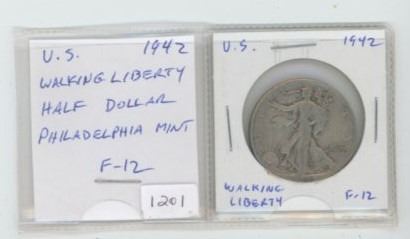 U.S. 1942
WALKING LIBERTY
HALF DOLLAR
PHILADELPHIA MINT
F-12
1201
U.S. 1942
WALKING
LIBERTY F-12